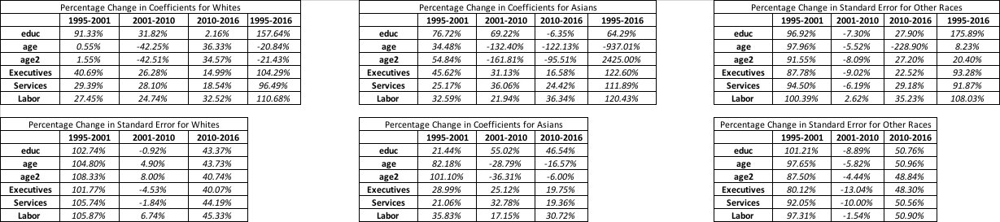 Percentage Change in Coefficients for Whites
1995-2001 2001-2010 2010-2016 1995-2016
educ 91.33% 31.82% 2.16% 157.64%
age 0.55% -42.25% 36.33% -20.84%
age2 1.55% -42.51% 34.57% -21.43%
Executives 40.69% 26.28% 14.99% 104.29%
Services 29.39% 28.10% 18.54% 96.49%
Labor 27.45% 24.74% 32.52% 110.68%
Percentage Change in Coefficients for Asians
1995-2001 2001-2010 2010-2016 1995-2016
educ 76.72% 69.22% -6.35% 64.29%
age 34.48% -132.40% -122.13% -937.01%
age2 54.84% -161.81% -95.51% 2425.00%
Executives 45.62% 31.13% 16.58% 122.60%
Services 25.17% 36.06% 24.42% 111.89%
Labor 32.59% 21.94% 36.34% 120.43%
Percentage Change in Standard Error for Other Races
1995-2001 2001-2010 2010-2016 1995-2016
educ 96.92% -7.30% 27.90% 175.89%
age 97.96% -5.52% -228.90% 8.23%
age2 91.55% -8.09% 27.20% 20.40%
Executives 87.78% -9.02% 22.52% 93.28%
Services 94.50% -6.19% 29.18% 91.87%
Labor 100.39% 2.62% 35.23% 108.03%
Percentage Change in Standard Error for Whites
1995-2001 2001-2010 2010-2016
educ 102.74% -0.92% 43.37%
age 104.80% 4.90% 43.73%
age2 108.33% 8.00% 40.74%
Executives 101.77% -4.53% 40.07%
Services 105.74% -1.84% 44.19%
Labor 105.87% 6.74% 45.33%
Percentage Change in Coefficients for Asians
1995-2001 2001-2010 2010-2016
educ 21.44% 55.02% 46.54%
age 82.18% -28.79% -16.57%
age2 101.10% -36.31% -6.00%
Executives 28.99% 25.12% 19.75%
Services 21.06% 32.78% 19.36%
Labor 35.83% 17.15% 30.72%
Percentage Change in Standard Error for Other Races
1995-2001 2001-2010 2010-2016
educ 101.21% -8.89% 50.76%
age 97.65% -5.82% 50.96%
age2 87.50% -4.44% 48.84%
Executives 80.12% -13.04% 48.30%
Services 92.05% -10.00% 50.56%
Labor 97.31% -1.54% 50.90%